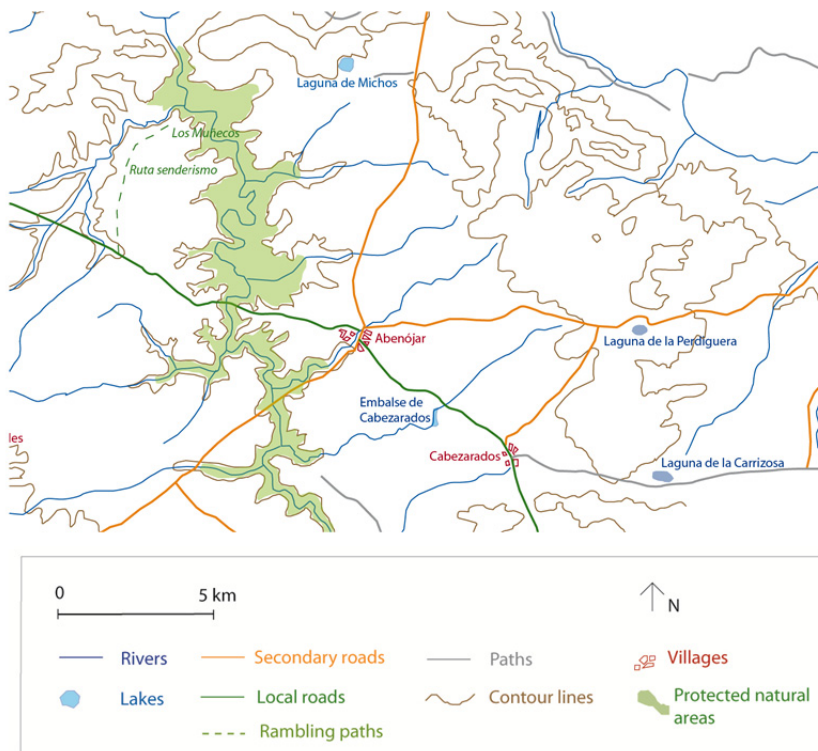 Laguna de Michos
Los Muñecos
Ruta senderismo
Abenójar
Laguna de la Perdiguera
Embalse de
Cabezarados
les
Cabezarados
Laguna de la Carrizosa
0
5 km
N
Rivers
Secondary roads
Paths
Villages
Lakes
Local roads
Contour lines
Protected natural
areas
Rambling paths